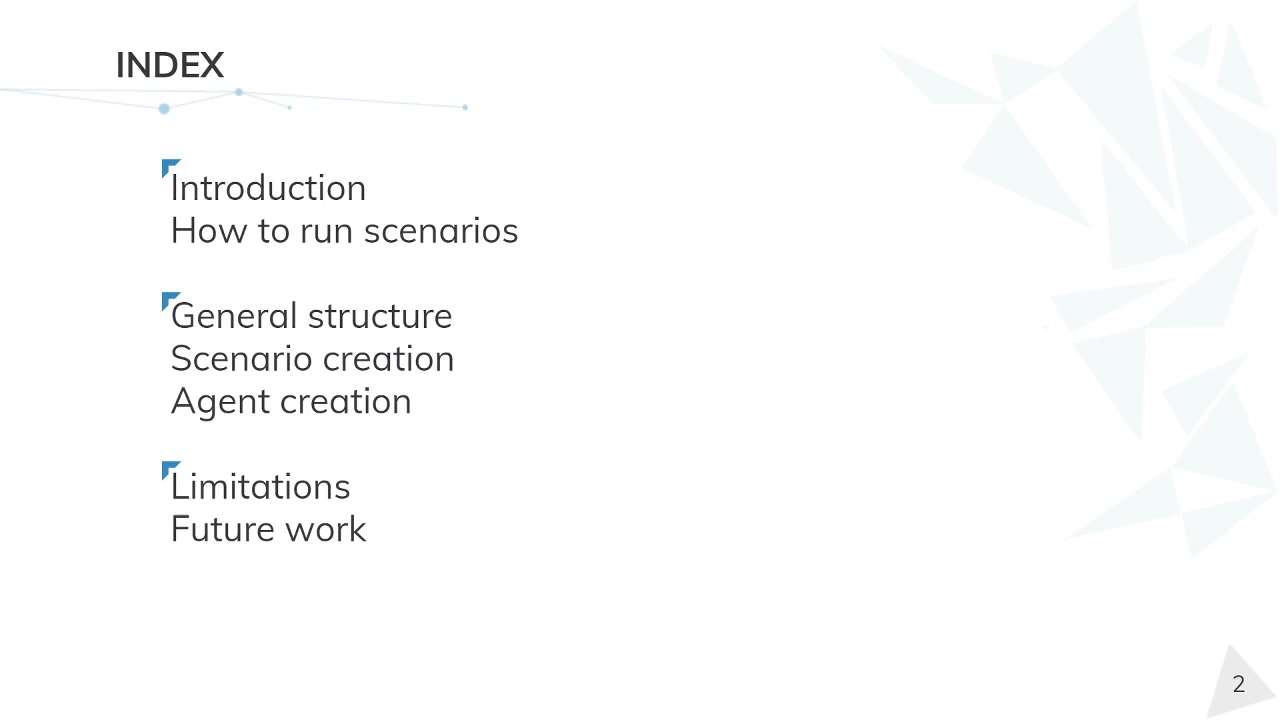 INDEX
Introduction
How to run scenarios
General structure
Scenario creation
Agent creation
Limitations
Future work
2